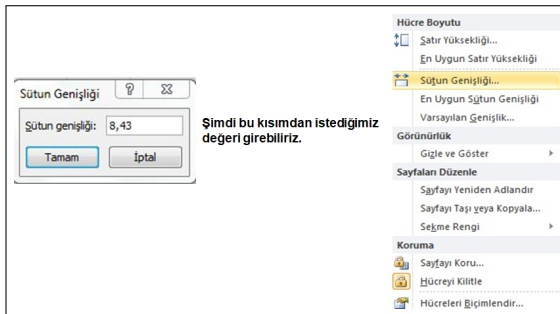 Sütun Genişliği
Sütun genişliği:
8,43
Tamam
İptal
Şimdi bu kısımdan istediğimiz
değeri girebiliriz.
Hücre Boyutu
Satır Yüksekliği...
En Uygun Satır Yüksekliği
Sütun Genişliği...
En Uygun Sütun Genişliği
Varsayılan Genişlik...
Görünürlük
Gizle ve Göster
Sayfaları Düzenle
Sayfayı Yeniden Adlandır
Sayfayı Taşı veya Kopyala...
Sekme Rengi
Koruma
Sayfayı Koru...
Hücreyi Kilitle
Hücreleri Biçimlendir...